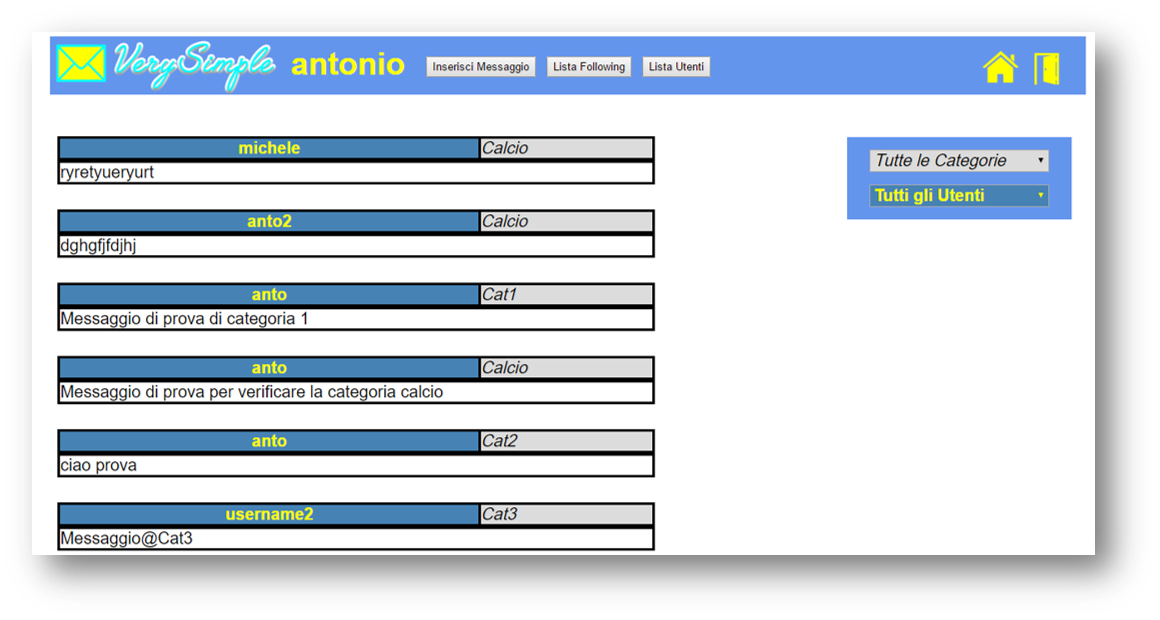 VerySimple antonio Inserisci Messaggio Lista Following Lista Utenti
michele Calcio
ryretyueryurt
Tutte le Categorie
Tutti gli Utenti
anto2 Calcio
dghgfjfdjhj
anto Cat1
Messaggio di prova di categoria 1
anto Calcio
Messaggio di prova per verificare la categoria calcio
anto Cat2
ciao prova
username2 Cat3
Messaggio@Cat3